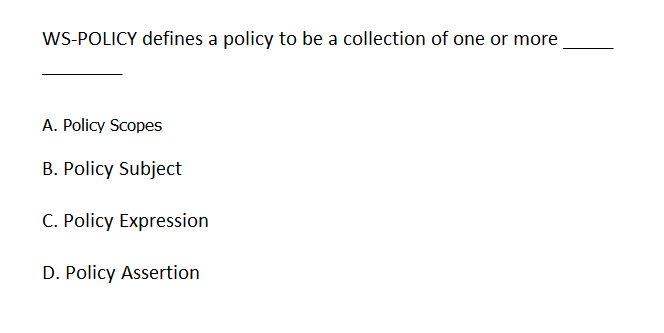 WS-POLICY defines a policy to be a collection of one or more _____
________
A. Policy Scopes
B. Policy Subject
C. Policy Expression
D. Policy Assertion